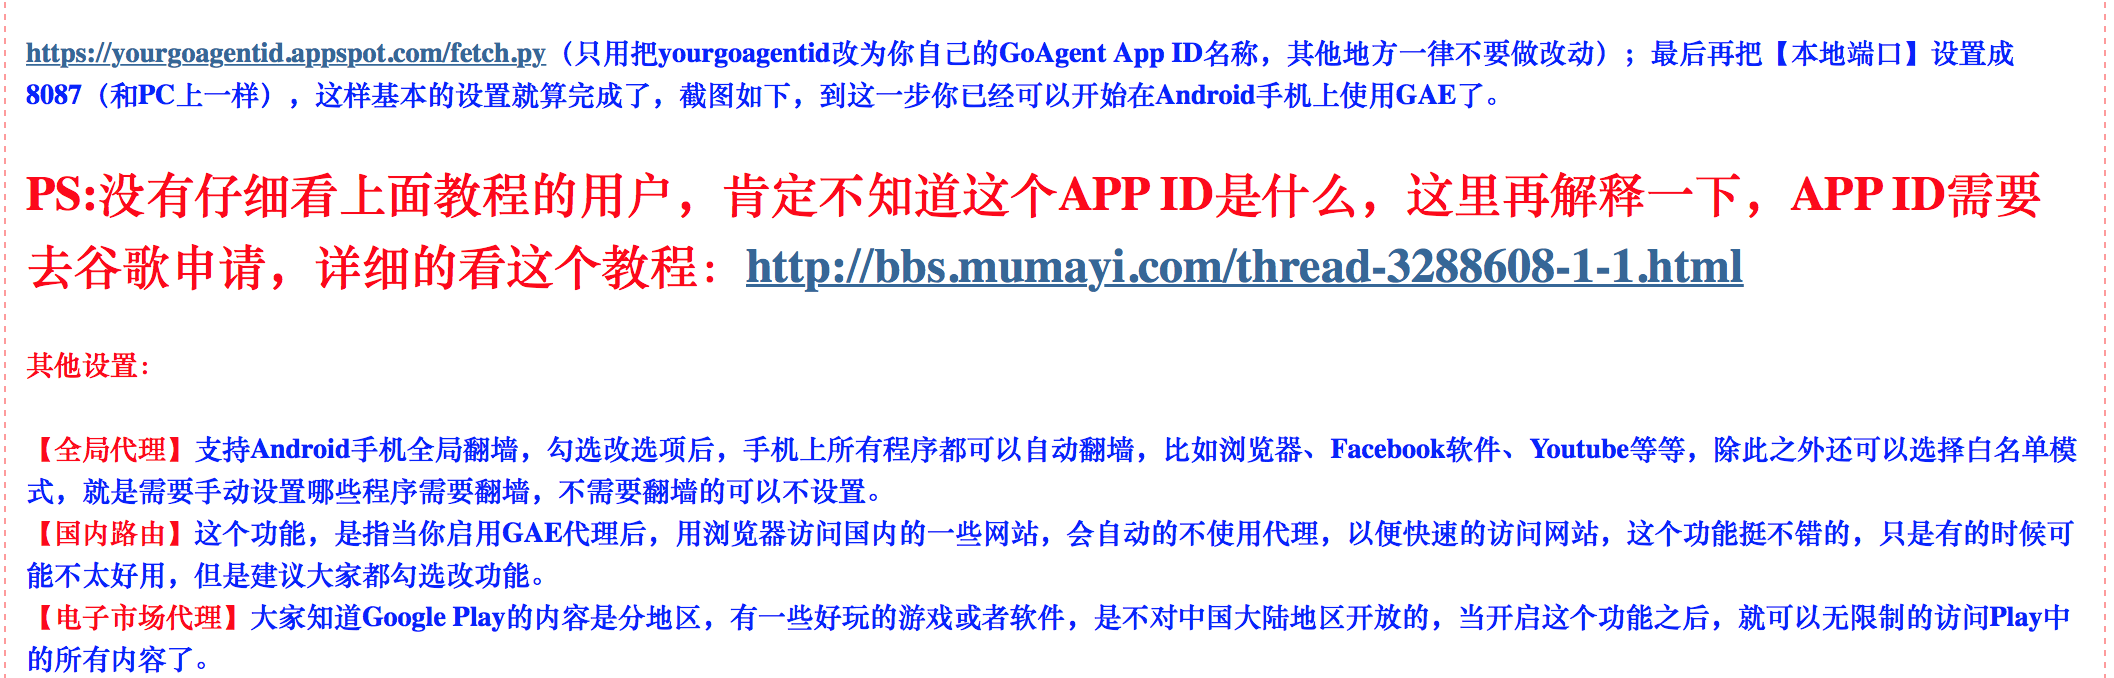 https://yourgoagentid.appspot.com/fetch.py（只用把yourgoagentid改为你自己的GoAgent App ID名称，其他地方一律不要做改动）；最后再把【本地端口】设置成
8087（和PC上一样），这样基本的设置就算完成了，截图如下，到这一步你已经可以开始在Android手机上使用GAE了。
PS:没有仔细看上面教程的用户，肯定不知道这个APP ID是什么，这里再解释一下，APP ID需要
去谷歌申请，详细的看这个教程：http://bbs.mumayi.com/thread-3288608-1-1.html
其他设置：
【全局代理】支持Android手机全局翻墙，勾选改选项后，手机上所有程序都可以自动翻墙，比如浏览器、Facebook软件、Youtube等等，除此之外还可以选择白名单模
式，就是需要手动设置哪些程序需要翻墙，不需要翻墙的可以不设置。
【国内路由】这个功能，是指当你启用GAE代理后，用浏览器访问国内的一些网站，会自动的不使用代理，以便快速的访问网站，这个功能挺不错的，只是有的时候可
能不太好用，但是建议大家都勾选改功能。
【电子市场代理】大家知道Google Play的内容是分地区，有一些好玩的游戏或者软件，是不对中国大陆地区开放的，当开启这个功能之后，就可以无限制的访问Play中
的所有内容了。